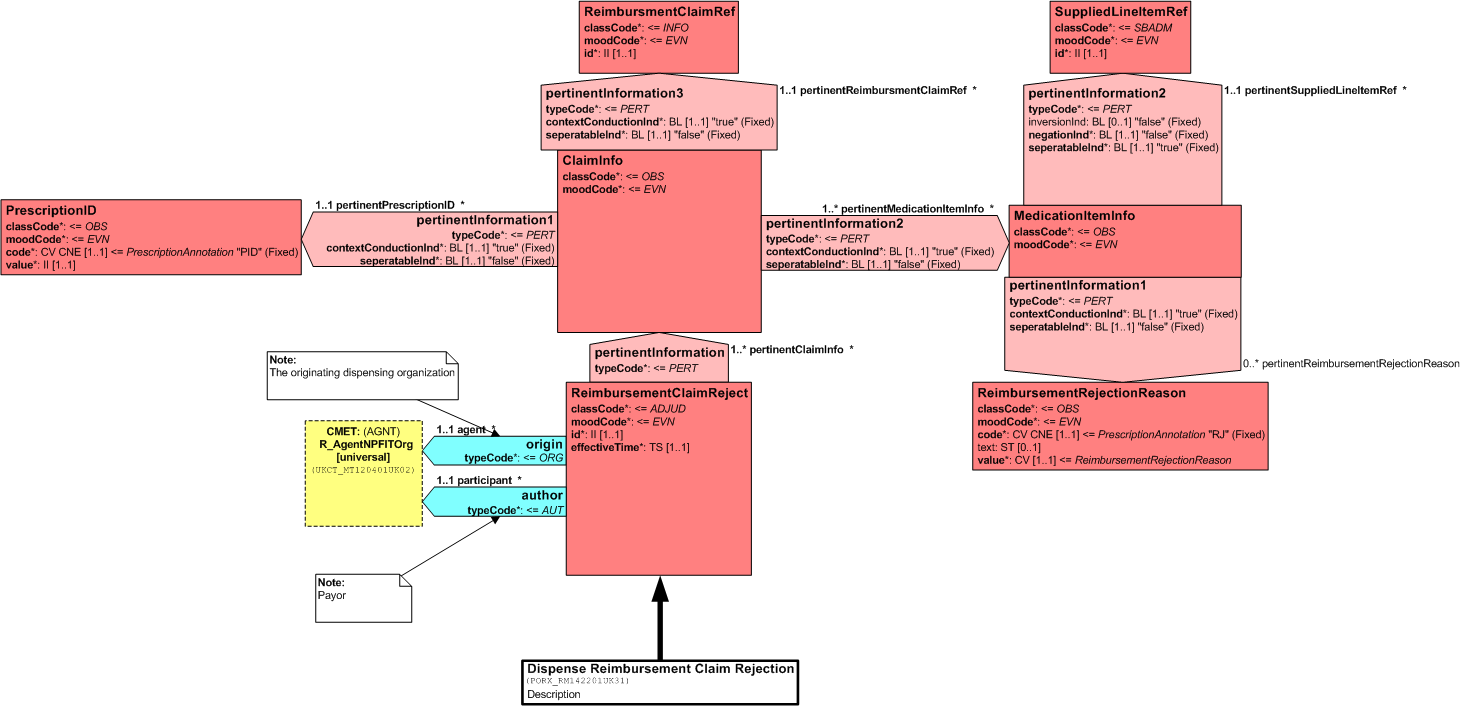 ReimbursmentClaimRef
classCode*: <= INFO
moodCode*: <= EVN
id*: II [1..1]
SuppliedLineItemRef
classCode*: <= SBADM
moodCode*: <= EVN
id*: II [1..1]
pertinentInformation3
typeCode*: <= PERT
contextConductionInd*: BL [1..1] "true" (Fixed)
seperatableInd*: BL [1..1] "false" (Fixed)
1..1 pertinentReimbursmentClaimRef *
pertinentInformation2
typeCode*: <= PERT
inversionInd: BL [0..1] "false" (Fixed)
negationInd*: BL [1..1] "false" (Fixed)
seperatableInd*: BL [1..1] "true" (Fixed)
1..1 pertinentSuppliedLineItemRef *
ClaimInfo
classCode*: <= OBS
moodCode*: <= EVN
PrescriptionID
classCode*: <= OBS
moodCode*: <= EVN
code*: CV CNE [1..1] <= PrescriptionAnnotation "PID" (Fixed)
value*: II [1..1]
1..1 pertinentPrescriptionID *
pertinentInformation1
typeCode*: <= PERT
contextConductionInd*: BL [1..1] "true" (Fixed)
seperatableInd*: BL [1..1] "false" (Fixed)
1..* pertinentMedicationItemInfo *
pertinentInformation2
typeCode*: <= PERT
contextConductionInd*: BL [1..1] "true" (Fixed)
seperatableInd*: BL [1..1] "false" (Fixed)
MedicationItemInfo
classCode*: <= OBS
moodCode*: <= EVN
pertinentInformation1
typeCode*: <= PERT
contextConductionInd*: BL [1..1] "true" (Fixed)
seperatableInd*: BL [1..1] "false" (Fixed)
0..* pertinentReimbursementRejectionReason
pertinentInformation
typeCode*: <= PERT
1..* pertinentClaimInfo *
Note:
The originating dispensing organization
ReimbursementClaimReject
classCode*: <= ADJUD
moodCode*: <= EVN
id*: II [1..1]
effectiveTime*: TS [1..1]
ReimbursementRejectionReason
classCode*: <= OBS
moodCode*: <= EVN
code*: CV CNE [1..1] <= PrescriptionAnnotation "RJ" (Fixed)
text: ST [0..1]
value*: CV [1..1] <= ReimbursementRejectionReason
CMET: (AGNT)
R_AgentNPFITOrg
[universal]
(UKCT_MT120401UK02)
1..1 agent *
origin
typeCode*: <= ORG
1..1 participant *
author
typeCode*: <= AUT
Note:
Payor
Dispense Reimbursement Claim Rejection
(PORX_RM142201UK31)
Description